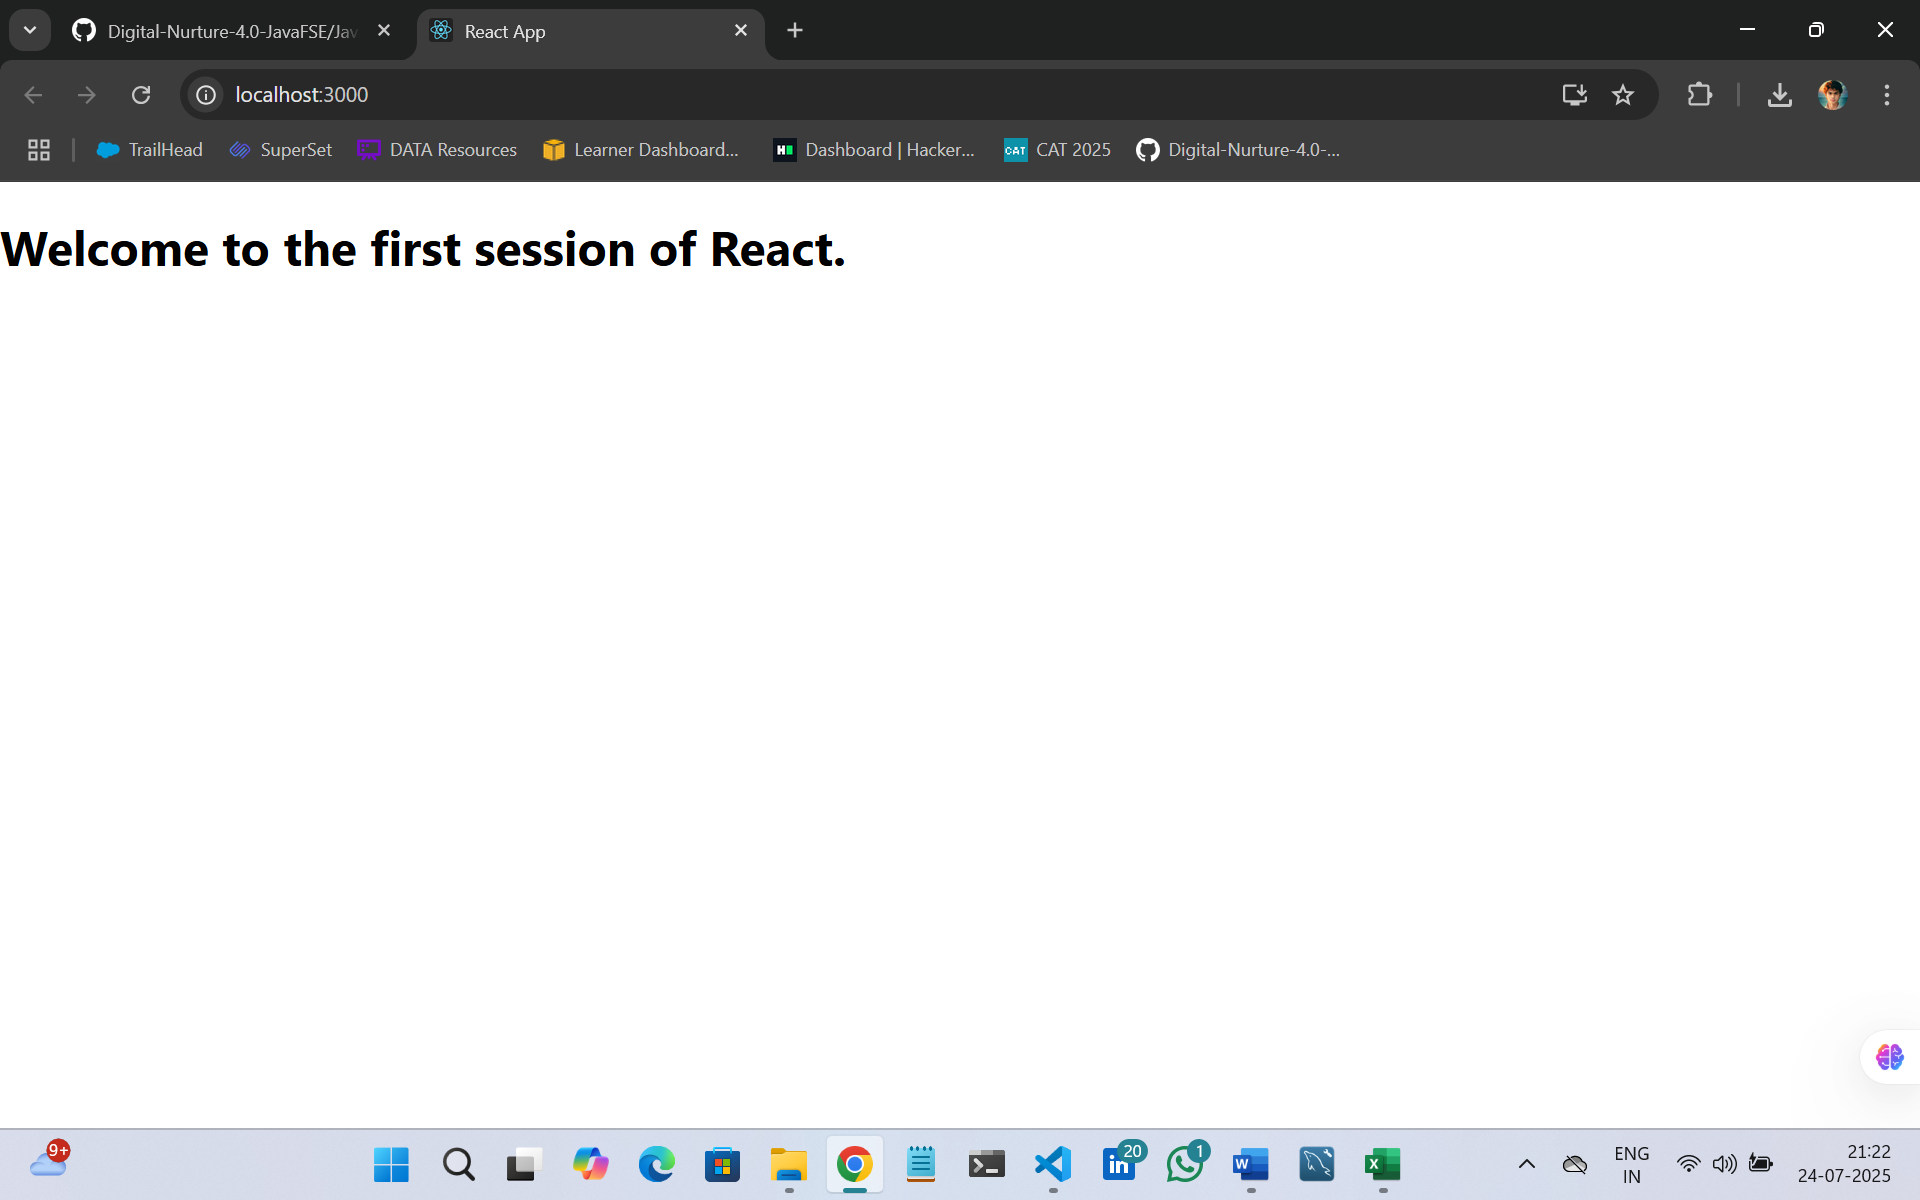 Digital-Nurture-4.0-JavaFSE/Jav
React App
localhost:3000
TrailHead
SuperSet
DATA Resources
Learner Dashboard...
H
Dashboard | Hacker...
CAT
CAT 2025
Digital-Nurture-4.0-...
Welcome to the first session of React.
9+
in
20
1
W
X
ENG
IN
21:22
24-07-2025